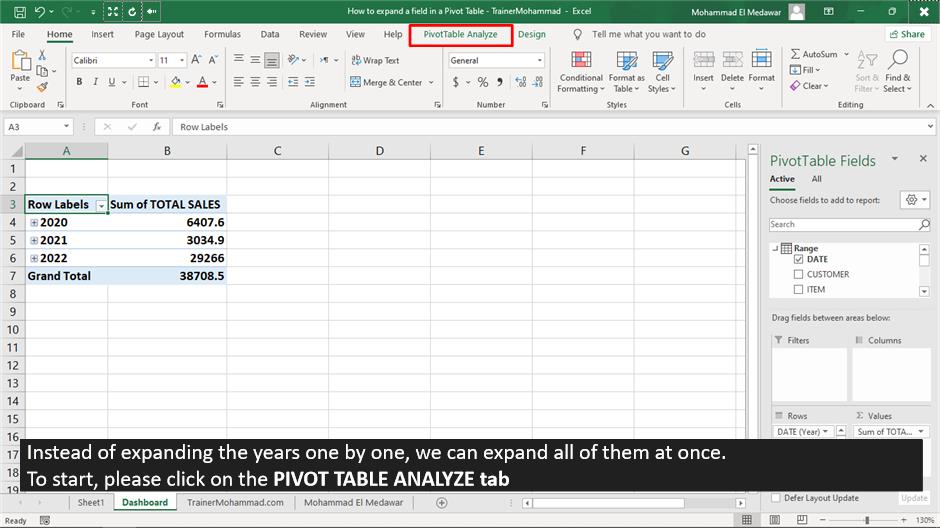 How to expand a field in a Pivot Table - TrainerMohammad - Excel
Mohammad El Medawar
File Home Insert Page Layout Formulas Data Review View Help PivotTable Analyze Design Tell me what you want to do Share
Paste
Clipboard
Calibri 11
B I U
Font
Wrap Text
Merge & Center
Alignment
General
$ % ,
Number
Conditional Formatting
Format as Table
Cell Styles
Styles
Insert Delete Format
Cells
AutoSum
Fill
Clear
Sort & Filter
Find & Select
Editing
A3
fx
Row Labels
A B C D E F G
1
2
3 Row Labels Sum of TOTAL SALES
4 2020 6407.6
5 2021 3034.9
6 2022 29266
7 Grand Total 38708.5
8
9
10
11
12
13
14
15
16
17
18
19
PivotTable Fields
Active All
Choose fields to add to report:
Search
Range
DATE
CUSTOMER
ITEM
Drag fields between areas below:
Filters Columns
Rows Values
DATE (Year) Sum of TOTA...
Instead of expanding the years one by one, we can expand all of them at once.
To start, please click on the PIVOT TABLE ANALYZE tab
Defer Layout Update Update
Sheet1 Dashboard TrainerMohammad.com Mohammad El Medawar
Ready 130%